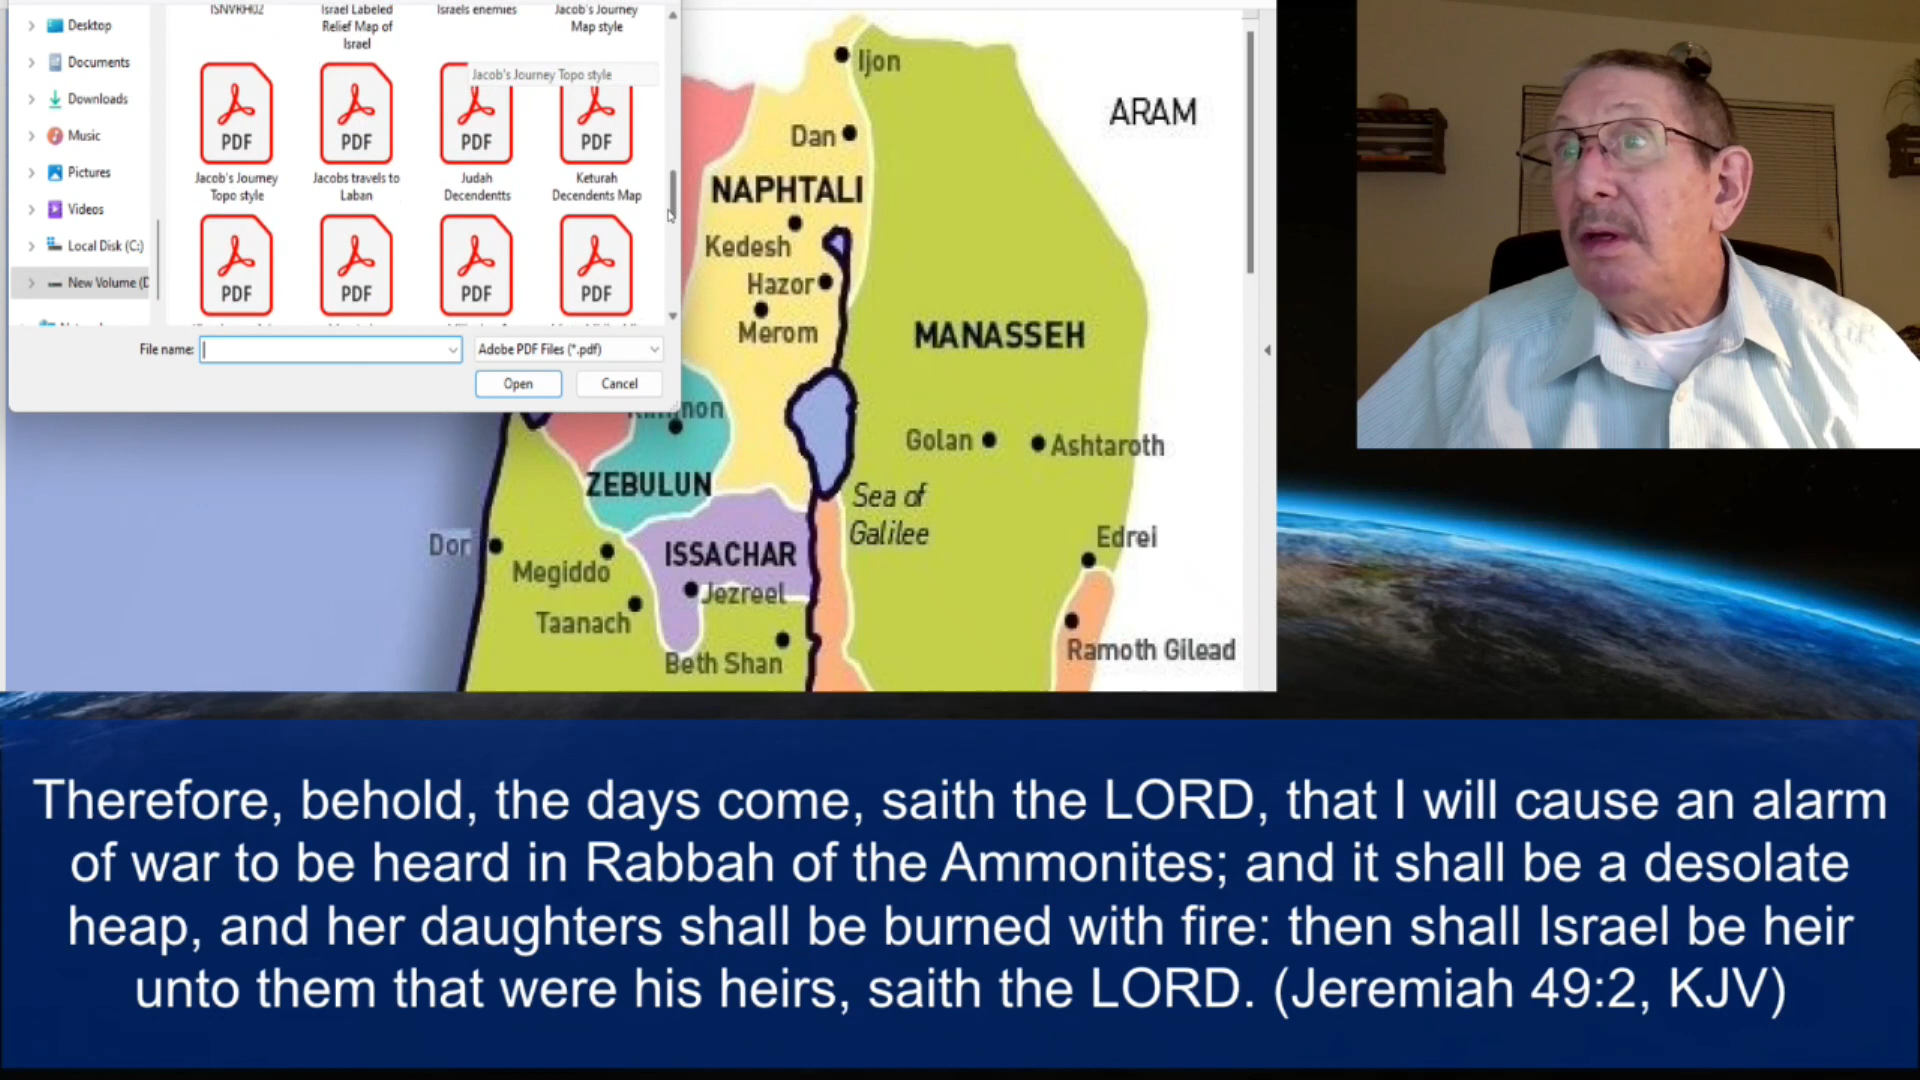 Desktop
Documents
Downloads
Music
Pictures
Videos
Local Disk (C:)
New Volume (D
ISNVRH02
Israel Labeled
Relief Map of
Israel
Israels enemies
Jacob's Journey
Map style
Jacob's Journey Topo style
PDF
PDF
PDF
PDF
Jacob's Journey
Topo style
Jacobs travels to
Laban
Judah
Decendentts
Keturah
Decendents Map
PDF
PDF
PDF
PDF
File name:
Adobe PDF Files (*.pdf)
Open
Cancel
Ijon
ARAM
Dan
NAPHTALI
Kedesh
Hazor
Merom
MANASSEH
Golan
Ashtaroth
ZEBULUN
Sea of
Galilee
Dor
Edrei
Megiddo
ISSACHAR
Jezreel
Taanach
Beth Shan
Ramoth Gilead
Therefore, behold, the days come, saith the LORD, that I will cause an alarm
of war to be heard in Rabbah of the Ammonites; and it shall be a desolate
heap, and her daughters shall be burned with fire: then shall Israel be heir
unto them that were his heirs, saith the LORD. (Jeremiah 49:2, KJV)